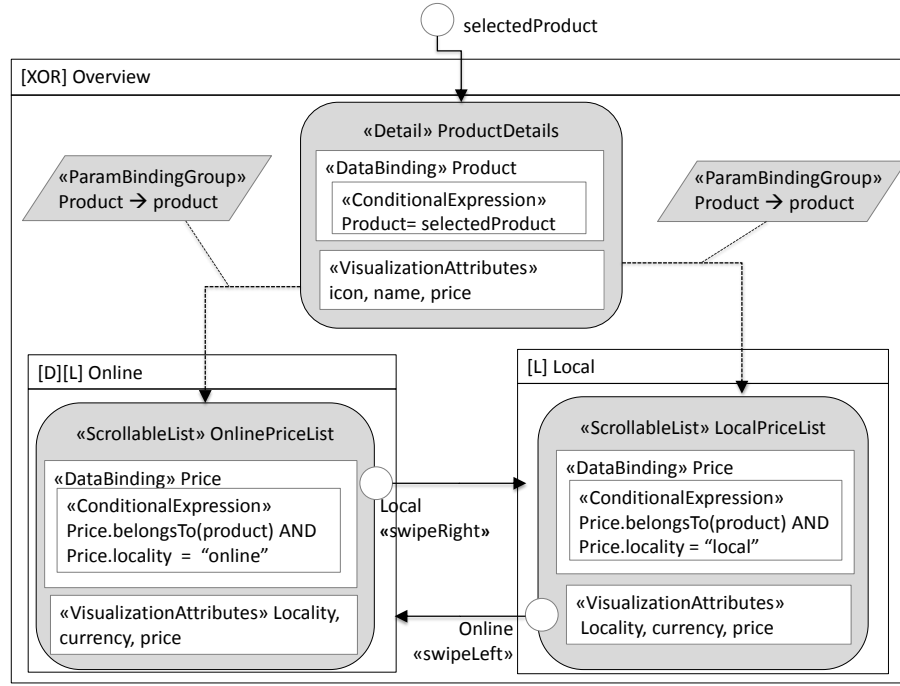 selectedProduct
[XOR] Overview
«Detail» ProductDetails
«DataBinding» Product
«ConditionalExpression»
Product= selectedProduct
«VisualizationAttributes»
icon, name, price
«ParamBindingGroup»
Product → product
«ParamBindingGroup»
Product → product
[D][L] Online
«ScrollableList» OnlinePriceList
«DataBinding» Price
«ConditionalExpression»
Price.belongsTo(product) AND
Price.locality = “online”
«VisualizationAttributes» Locality,
currency, price
Local
«swipeRight»
[L] Local
«ScrollableList» LocalPriceList
«DataBinding» Price
«ConditionalExpression»
Price.belongsTo(product) AND
Price.locality = “local”
«VisualizationAttributes»
Locality, currency, price
Online
«swipeLeft»